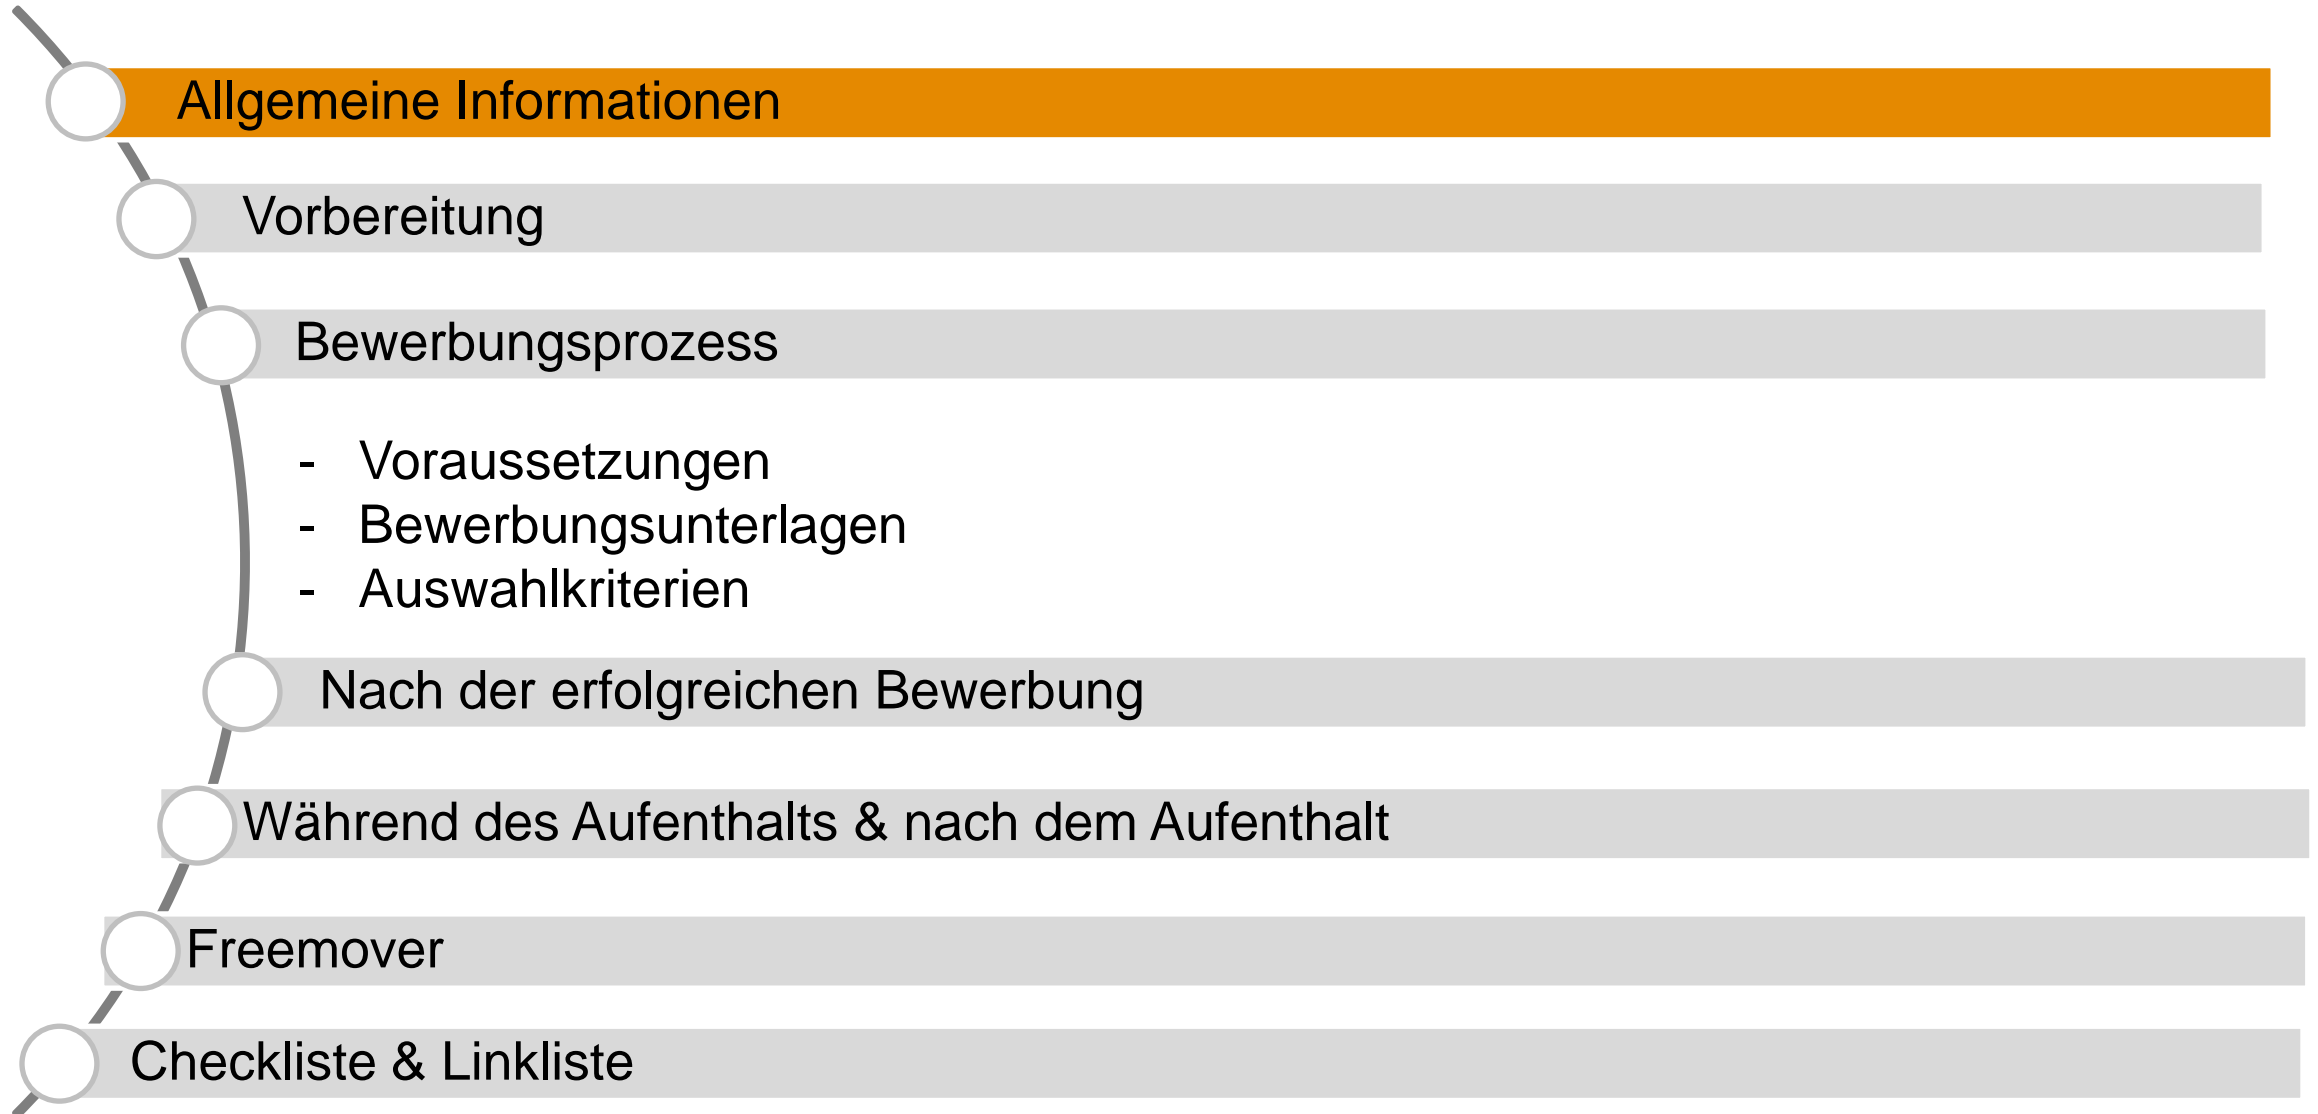 Allgemeine Informationen
Vorbereitung
Bewerbungsprozess
- Voraussetzungen
- Bewerbungsunterlagen
- Auswahlkriterien
Nach der erfolgreichen Bewerbung
Während des Aufenthalts & nach dem Aufenthalt
Freemover
Checkliste & Linkliste